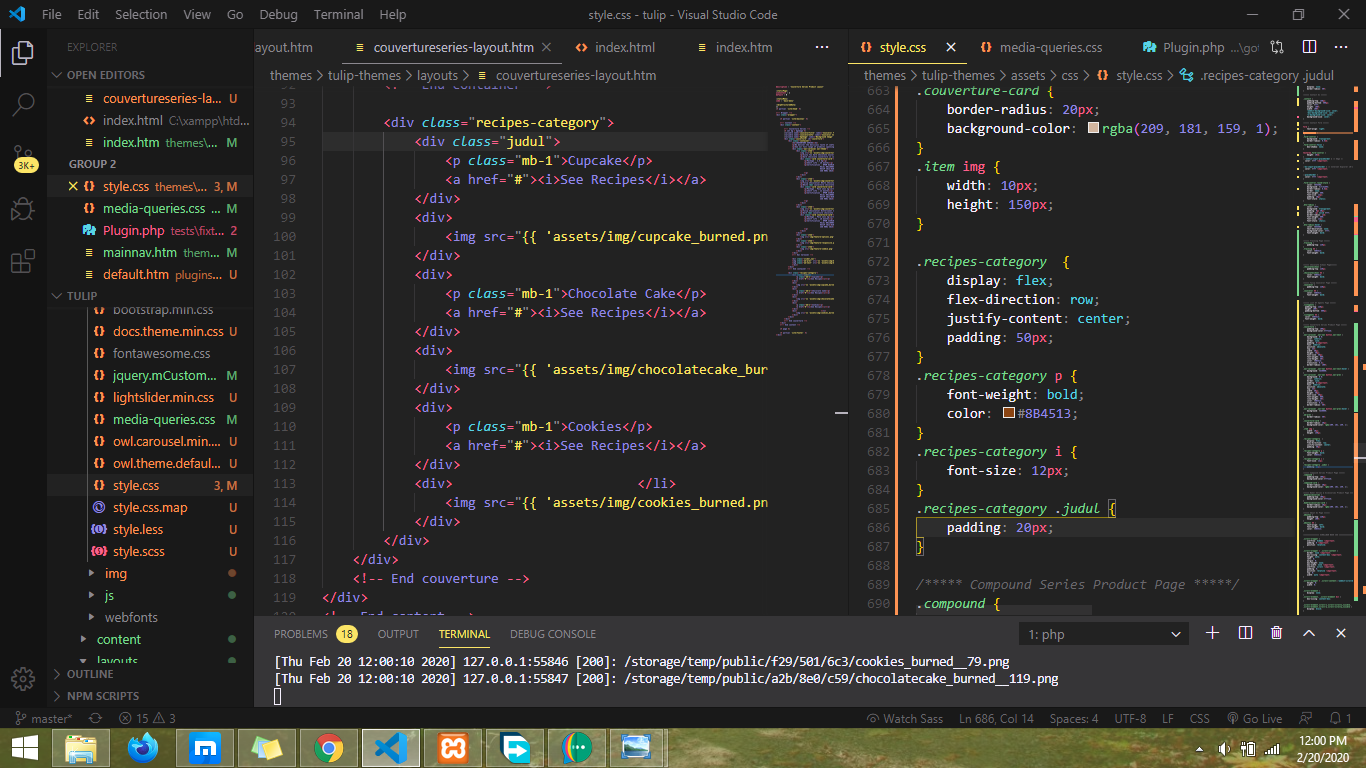 File Edit Selection View Go Debug Terminal Help
style.css - tulip - Visual Studio Code
EXPLORER
OPEN EDITORS
couvertureseries-la... U
index.html C:\xampp\htd...
index.htm themes\... M
GROUP 2
style.css themes\... 3, M
media-queries.css ... M
Plugin.php tests\fixt... 2
mainnav.htm them... M
default.htm plugins... U
TULIP
bootstrap.min.css
docs.theme.min.css U
fontawesome.css
jquery.mCustom... M
lightslider.min.css U
media-queries.css M
owl.carousel.min.... U
owl.theme.defaul... U
style.css 3, M
style.css.map U
style.less U
style.scss U
img
js
webfonts
content
layouts
OUTLINE
NPM SCRIPTS
3K+
ayout.htm
couvertureseries-layout.htm
index.html
index.htm
themes > tulip-themes > layouts > couvertureseries-layout.htm
92 <!-- End container -->
93
94 <div class="recipes-category">
95 <div class="judul">
96 <p class="mb-1">Cupcake</p>
97 <a href="#"><i>See Recipes</i></a>
98 </div>
99 <div>
100 <img src="{{ 'assets/img/cupcake_burned.pn
101 </div>
102 <div>
103 <p class="mb-1">Chocolate Cake</p>
104 <a href="#"><i>See Recipes</i></a>
105 </div>
106 <div>
107 <img src="{{ 'assets/img/chocolatecake_bur
108 </div>
109 <div>
110 <p class="mb-1">Cookies</p>
111 <a href="#"><i>See Recipes</i></a>
112 </div>
113 <div> </li>
114 <img src="{{ 'assets/img/cookies_burned.pn
115 </div>
116 </div>
117 </div>
118 <!-- End couverture -->
119 </div>
120 <!-- End content -->
style.css
media-queries.css
Plugin.php ...\go
themes > tulip-themes > assets > css > style.css > .recipes-category .judul
663 .couverture-card {
664 border-radius: 20px;
665 background-color: rgba(209, 181, 159, 1);
666 }
667 .item img {
668 width: 10px;
669 height: 150px;
670 }
671
672 .recipes-category {
673 display: flex;
674 flex-direction: row;
675 justify-content: center;
676 padding: 50px;
677 }
678 .recipes-category p {
679 font-weight: bold;
680 color: #8B4513;
681 }
682 .recipes-category i {
683 font-size: 12px;
684 }
685 .recipes-category .judul {
686 padding: 20px;
687 }
688
689 /***** Compound Series Product Page *****/
690 .compound {
PROBLEMS 18 OUTPUT TERMINAL DEBUG CONSOLE
1: php
[Thu Feb 20 12:00:10 2020] 127.0.0.1:55846 [200]: /storage/temp/public/f29/501/6c3/cookies_burned__79.png
[Thu Feb 20 12:00:10 2020] 127.0.0.1:55847 [200]: /storage/temp/public/a2b/8e0/c59/chocolatecake_burned__119.png
master* 15 3
Watch Sass Ln 686, Col 14 Spaces: 4 UTF-8 LF CSS Go Live 1
12:00 PM
2/20/2020